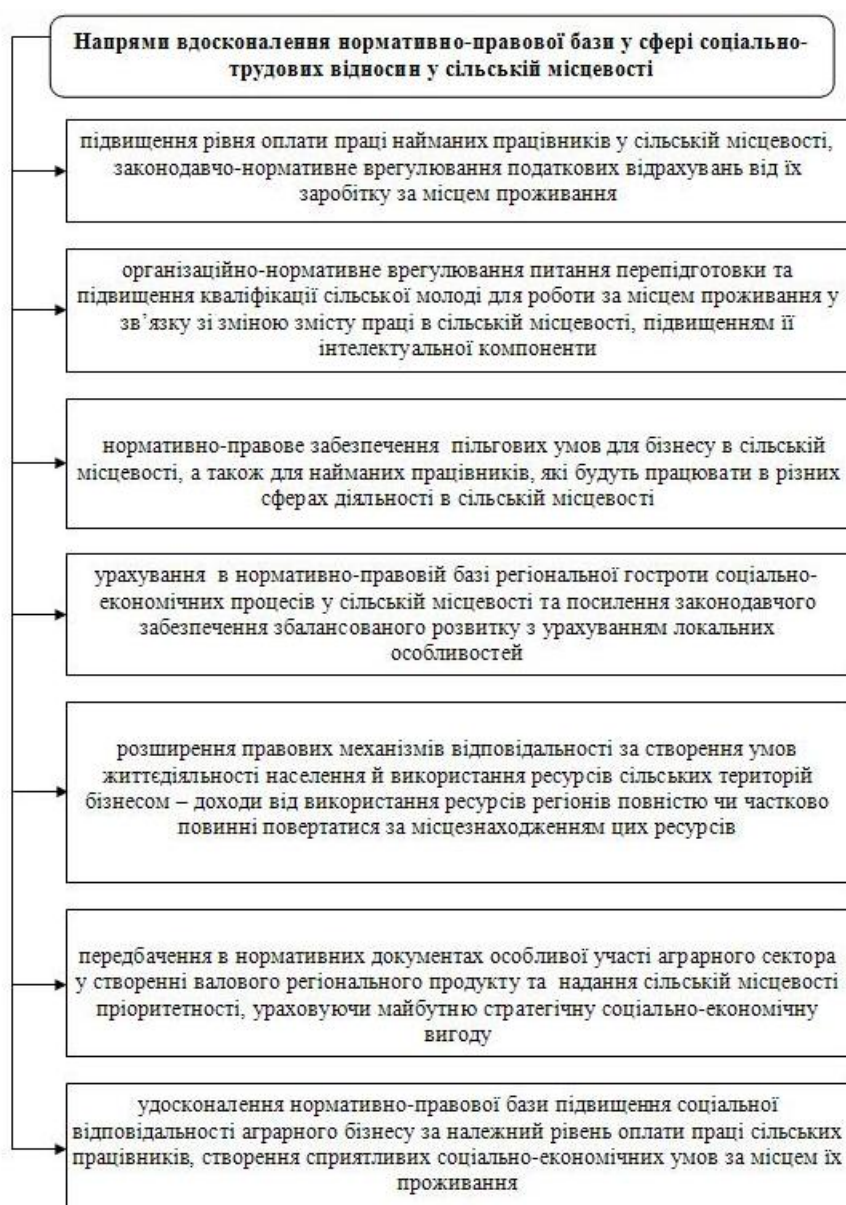 Напрями вдосконалення нормативно-правової бази у сфері соціально-
трудових відносин у сільській місцевості
підвищення рівня оплати праці найманих працівників у сільській місцевості,
законодавчо-нормативне врегулювання податкових відрахувань від їх
заробітку за місцем проживання
організаційно-нормативне врегулювання питання перепідготовки та
підвищення кваліфікації сільської молоді для роботи за місцем проживання у
зв’язку зі зміною змісту праці в сільській місцевості, підвищенням її
інтелектуальної компоненти
нормативно-правове забезпечення пільгових умов для бізнесу в сільській
місцевості, а також для найманих працівників, які будуть працювати в різних
сферах діяльності в сільській місцевості
урахування в нормативно-правовій базі регіональної гостроти соціально-
економічних процесів у сільській місцевості та посилення законодавчого
забезпечення збалансованого розвитку з урахуванням локальних
особливостей
розширення правових механізмів відповідальності за створення умов
життєдіяльності населення й використання ресурсів сільських територій
бізнесом – доходи від використання ресурсів регіонів повністю чи частково
повинні повертатися за місцезнаходженням цих ресурсів
передбачення в нормативних документах особливої участі аграрного сектора
у створенні валового регіонального продукту та надання сільській місцевості
пріоритетності, ураховуючи майбутню стратегічну соціально-економічну
вигоду
удосконалення нормативно-правової бази підвищення соціальної
відповідальності аграрного бізнесу за належний рівень оплати праці сільських
працівників, створення сприятливих соціально-економічних умов за місцем їх
проживання